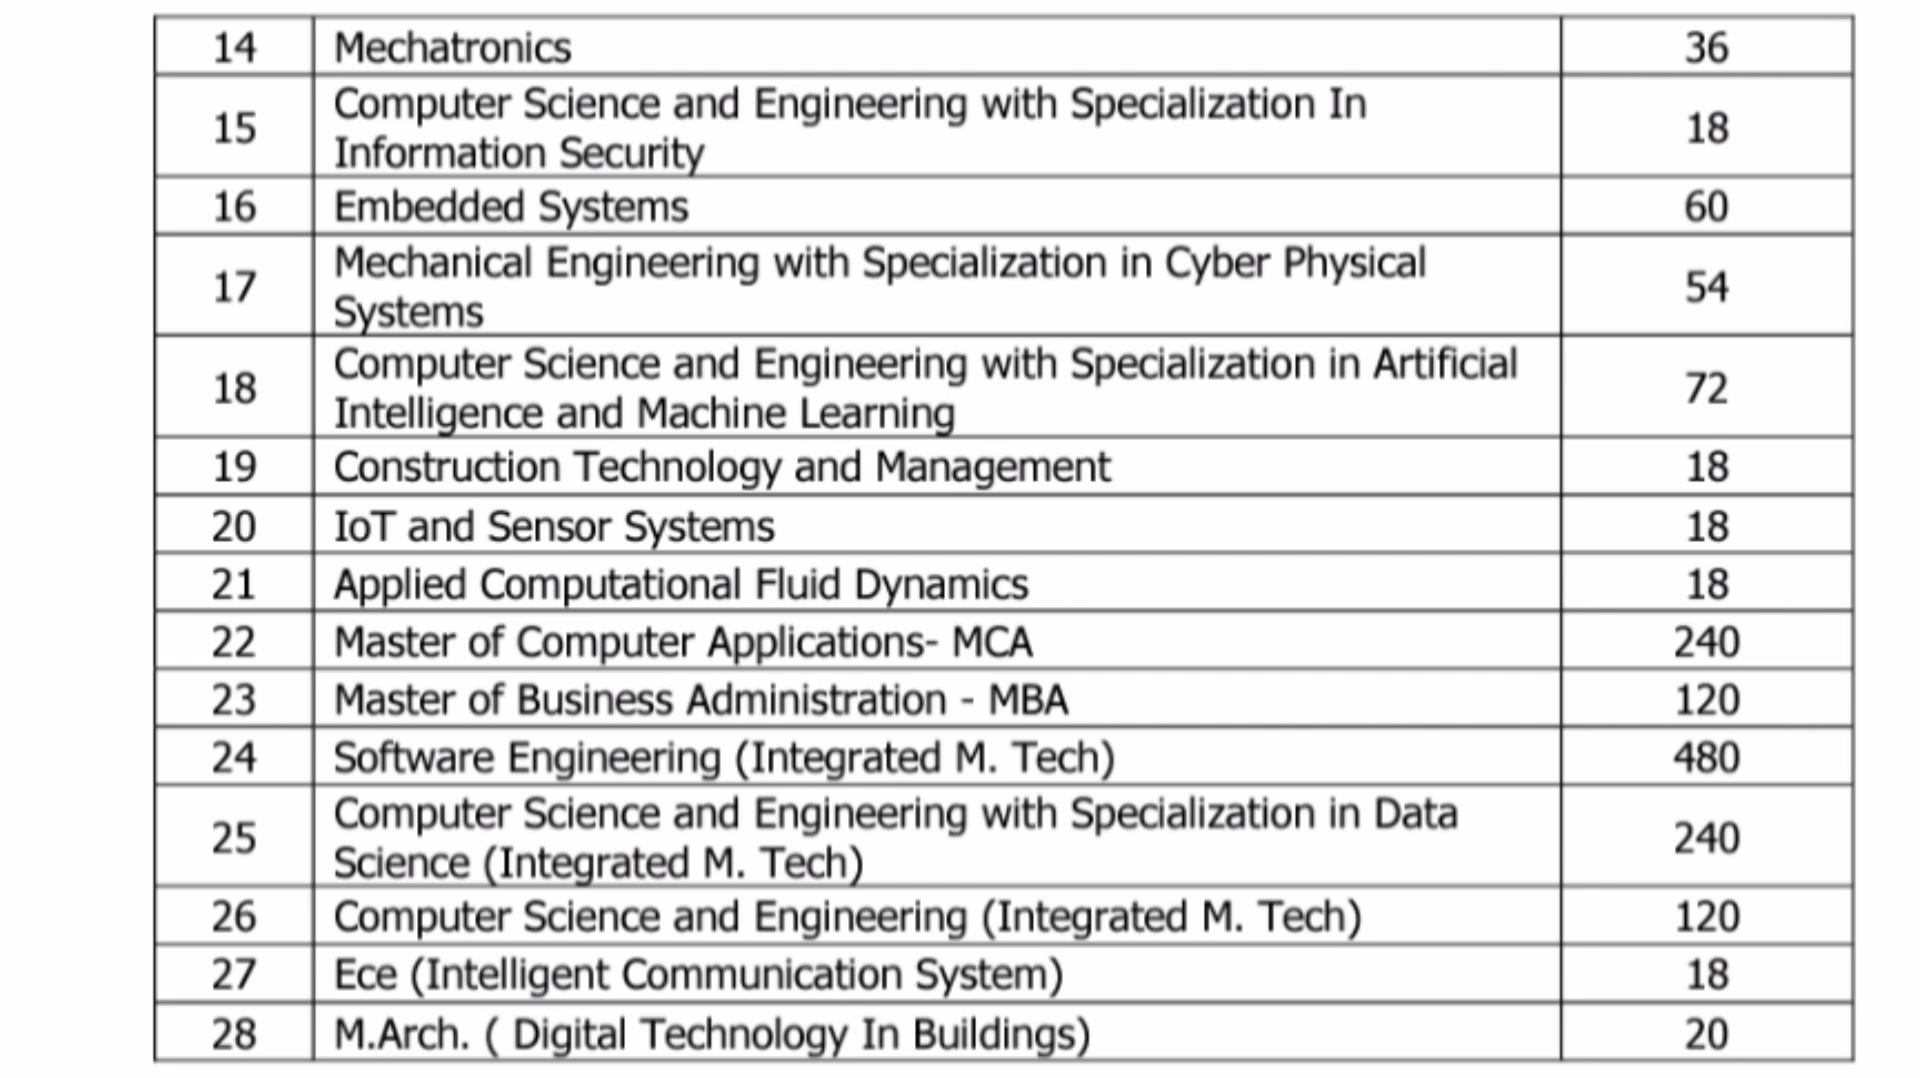 14 Mechatronics 36
Computer Science and Engineering with Specialization In
15 18
Information Security
16 Embedded Systems 60
Mechanical Engineering with Specialization in Cyber Physical
17 54
Systems
Computer Science and Engineering with Specialization in Artificial
18 72
Intelligence and Machine Learning
19 Construction Technology and Management 18
20 IoT and Sensor Systems 18
21 Applied Computational Fluid Dynamics 18
22 Master of Computer Applications- MCA 240
23 Master of Business Administration - MBA 120
24 Software Engineering (Integrated M. Tech) 480
Computer Science and Engineering with Specialization in Data
25 240
Science (Integrated M. Tech)
26 Computer Science and Engineering (Integrated M. Tech) 120
27 Ece (Intelligent Communication System) 18
28 M.Arch. ( Digital Technology In Buildings) 20